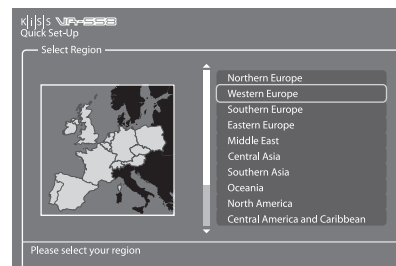 KiSS VR-558
Quick Set-Up
Select Region
Northern Europe
Western Europe
Southern Europe
Eastern Europe
Middle East
Central Asia
Southern Asia
Oceania
North America
Central America and Caribbean
Please select your region